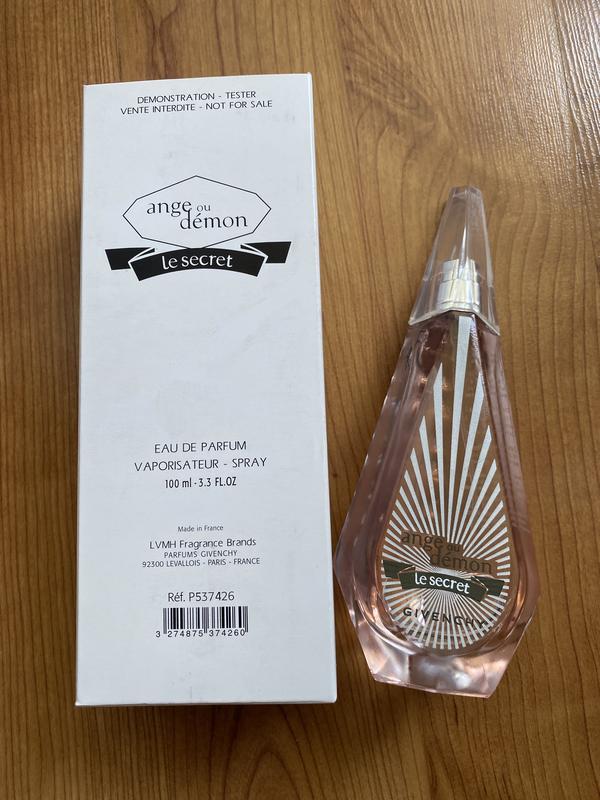 DEMONSTRATION - TESTER
VENTE INTERDITE - NOT FOR SALE
ange ou
démon
le secret
EAU DE PARFUM
VAPORISATEUR - SPRAY
100 ml - 3.3 FL.OZ
Made in France
LVMH Fragrance Brands
PARFUMS GIVENCHY
92300 LEVALLOIS - PARIS - FRANCE
Réf. P537426
3 274875 374260
ange ou
démon
le secret
GIVENCHY